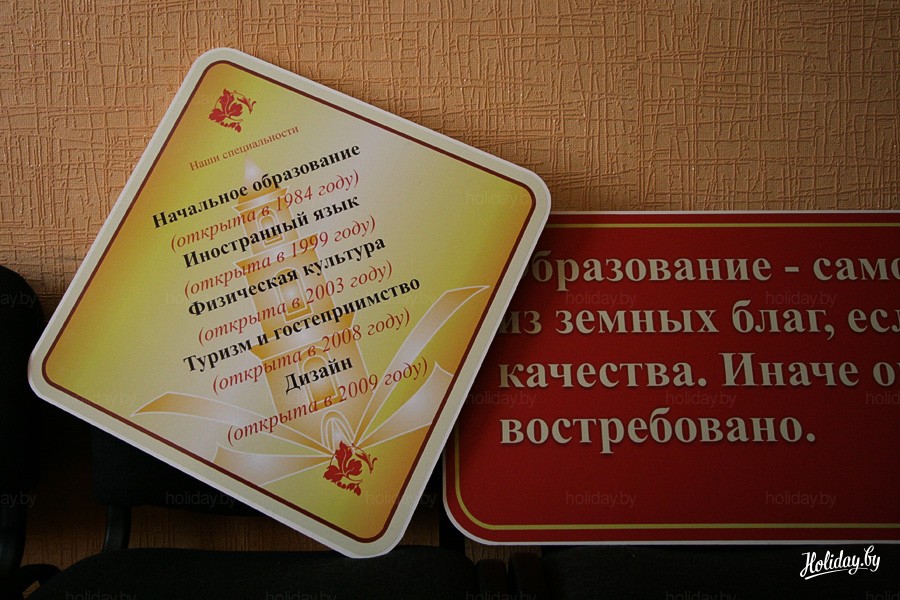 Наши специальности
Начальное образование
(открыта в 1984 году)
Иностранный язык
(открыта в 1999 году)
Физическая культура
(открыта в 2003 году)
Туризм и гостеприимство
(открыта в 2008 году)
Дизайн
(открыта в 2009 году)
бразование - само
из земных благ, есл
качества. Иначе о
востребовано.
Holiday.by